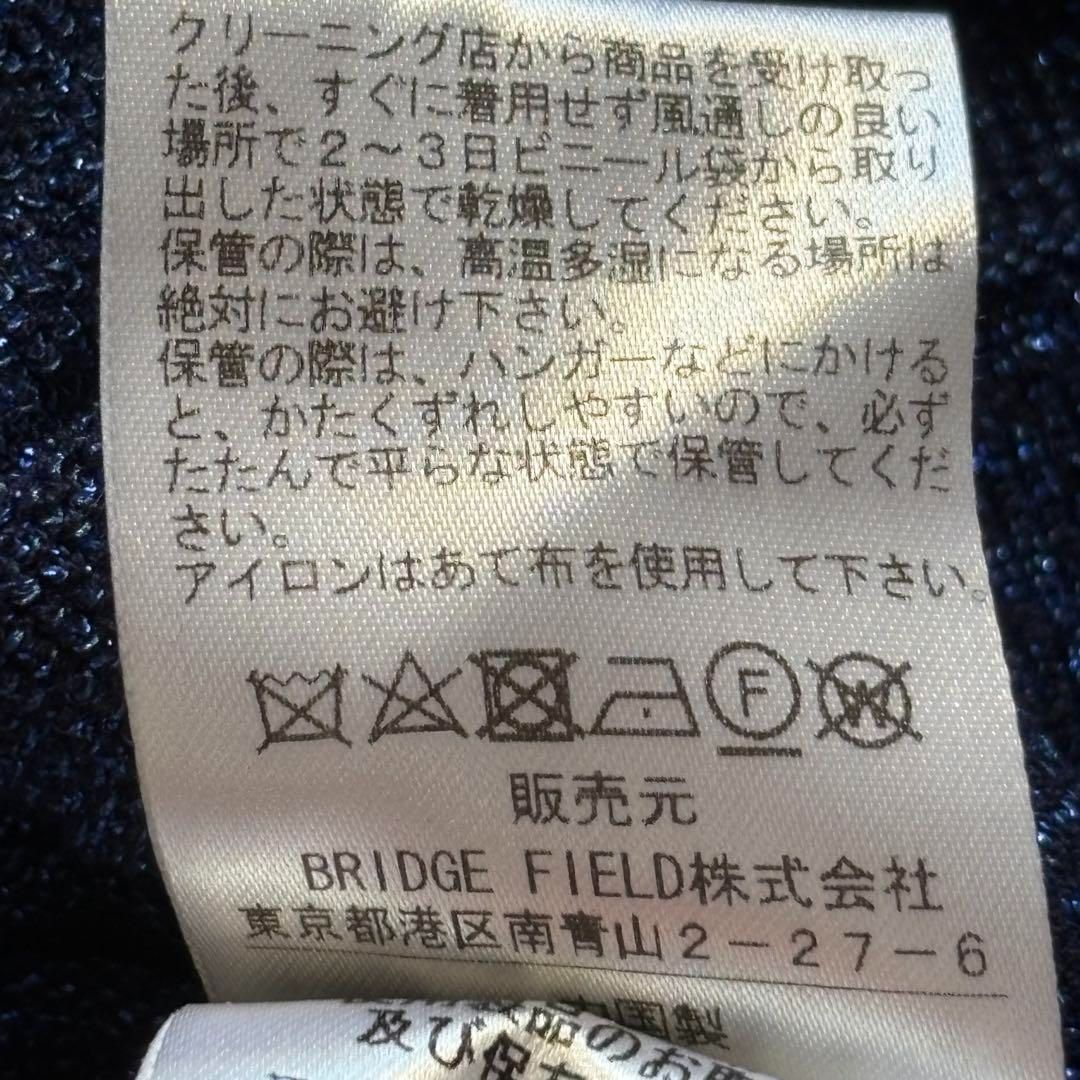 クリーニング店から商品を受け取っ
た後、すぐに着用せず風通しの良い
場所で2～3日ビニール袋から取り
出した状態で乾燥してください。
保管の際は、高温多湿になる場所は
絶対にお避け下さい。
保管の際は、ハンガーなどにかける
と、かたくずれしやすいので、必ず
たたんで平らな状態で保管してくだ
さい。
アイロンはあて布を使用して下さい。
F W
販売元
BRIDGE FIELD株式会社
東京都港区南青山2-27-6
中国製
品のお
及び保